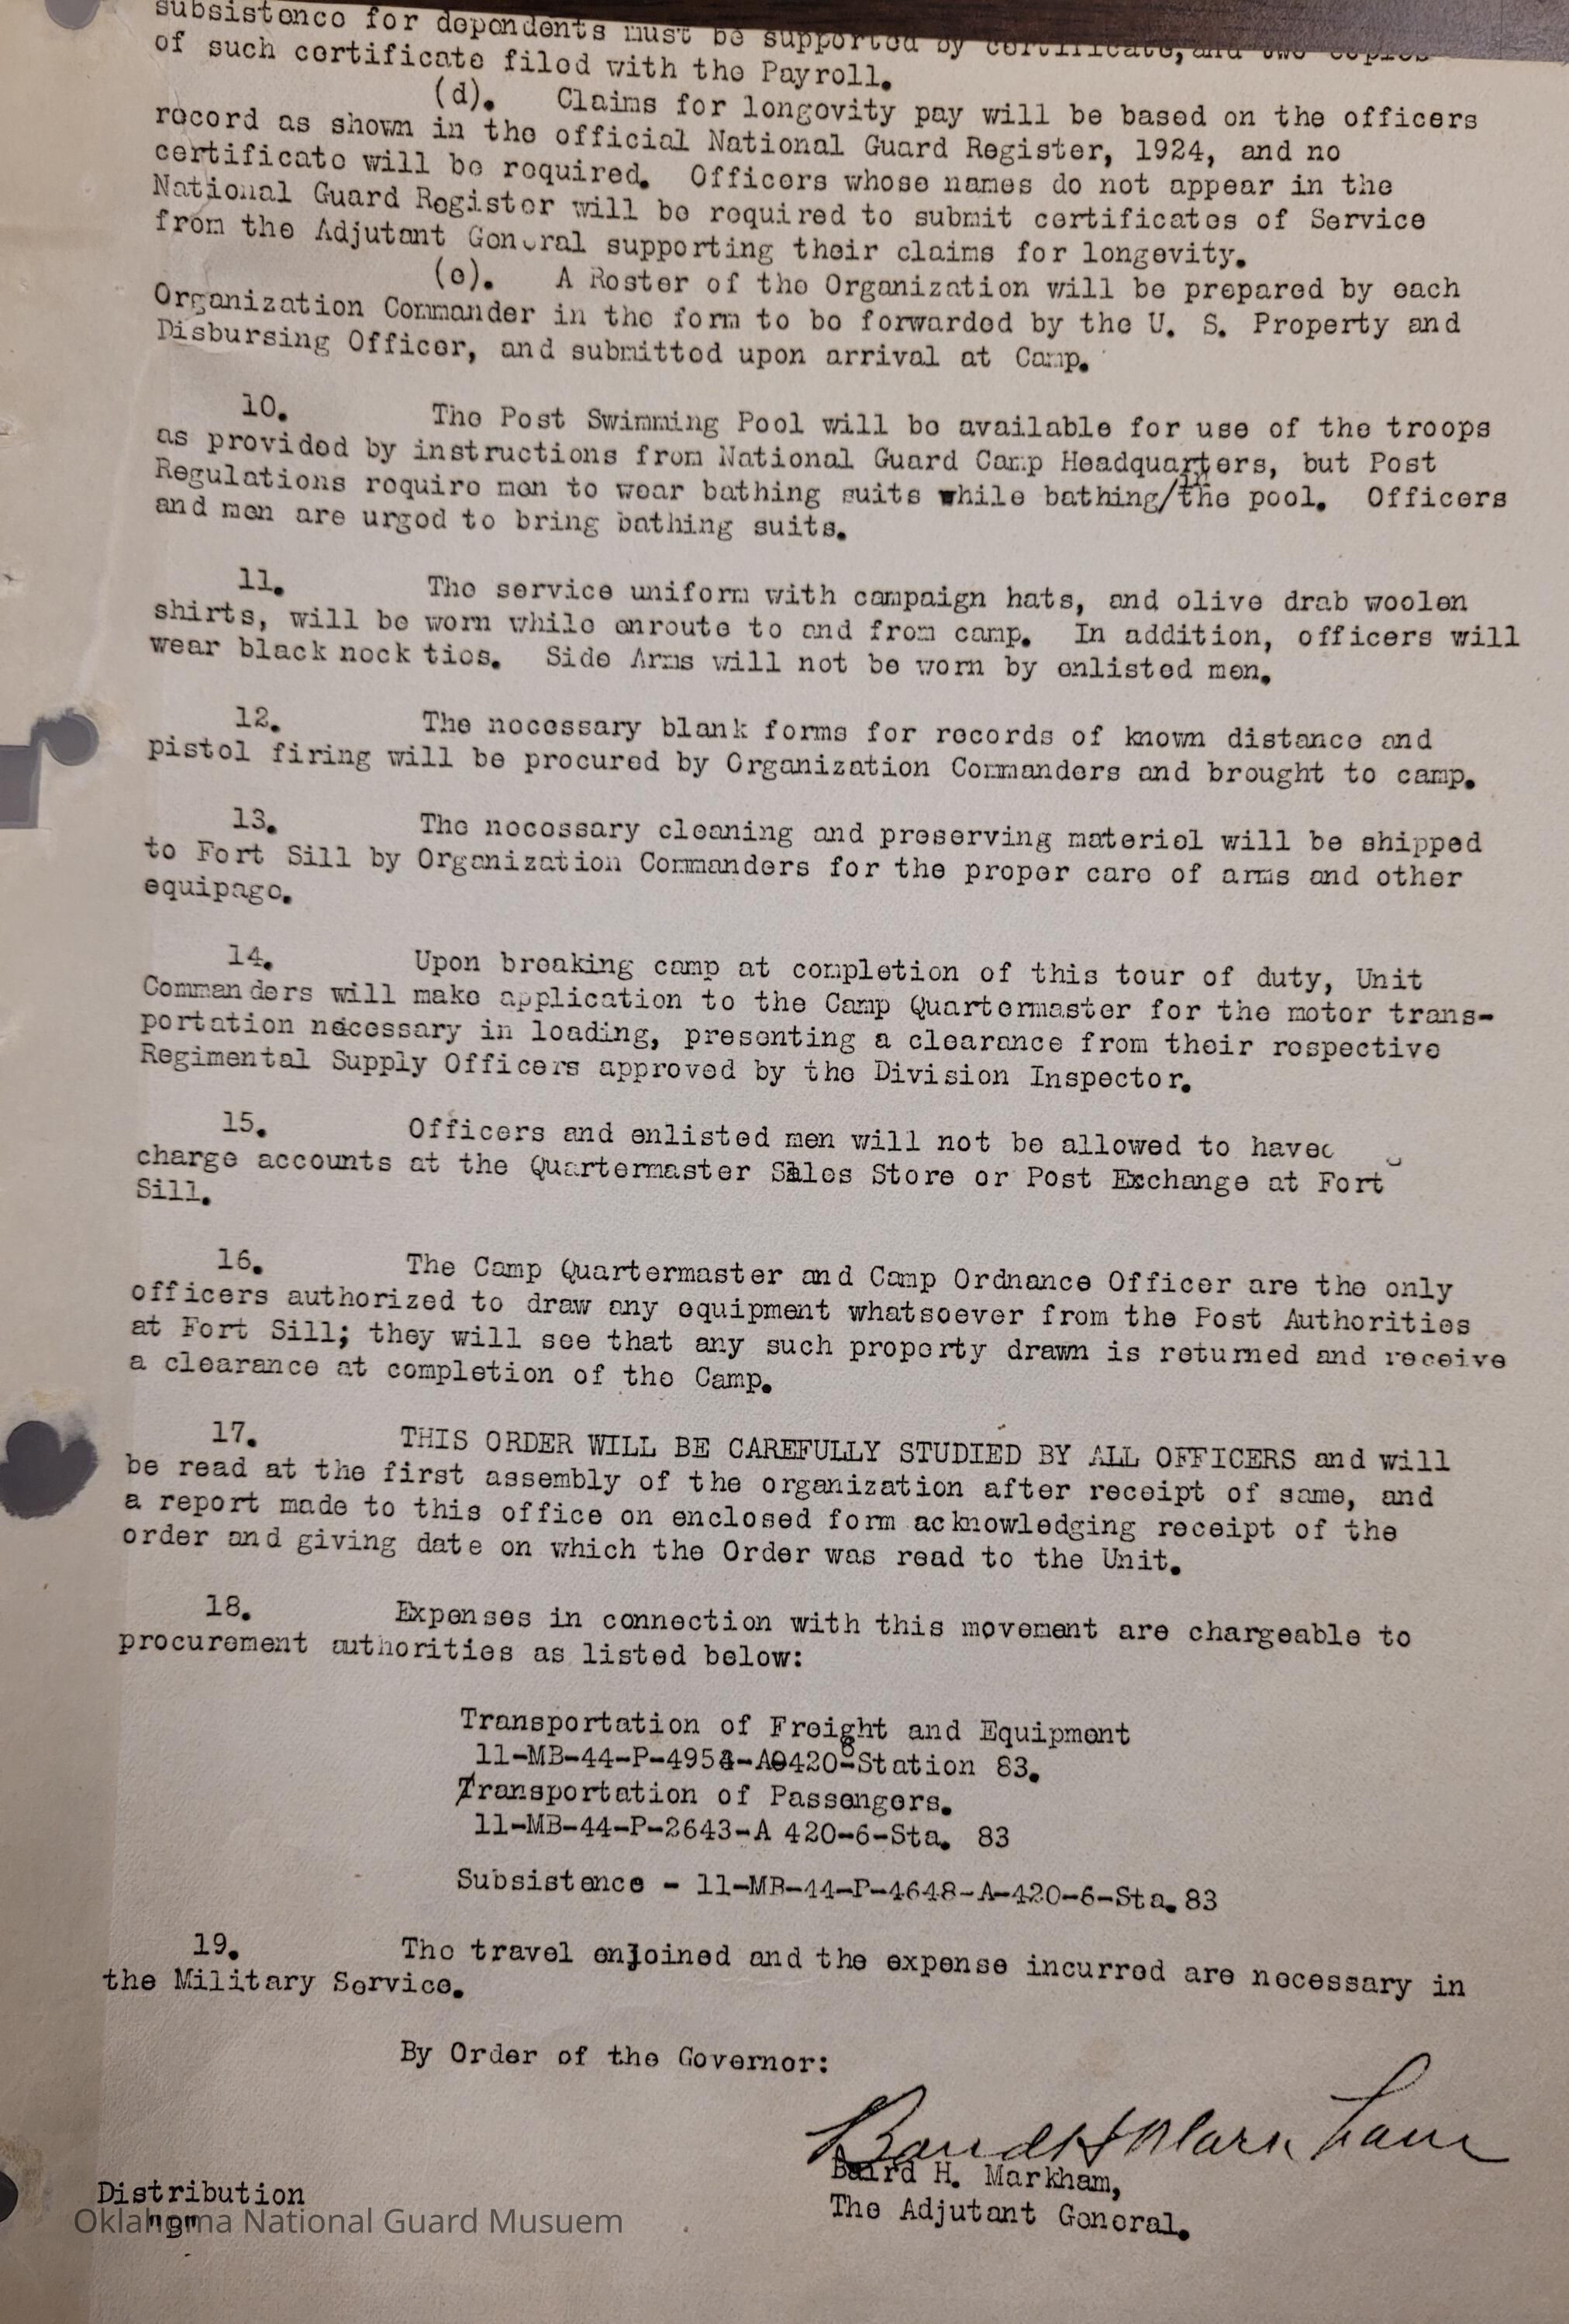 subsistence for dependents must be supported by certificate, and two copies
of such certificate filed with the Payroll.
(d). Claims for longevity pay will be based on the officers
record as shown in the official National Guard Register, 1924, and no
certificate will be required. Officers whose names do not appear in the
National Guard Register will be required to submit certificates of Service
from the Adjutant General supporting their claims for longevity.
(e). A Roster of the Organization will be prepared by each
Organization Commander in the form to be forwarded by the U. S. Property and
Disbursing Officer, and submitted upon arrival at Camp.
10. The Post Swimming Pool will be available for use of the troops
as provided by instructions from National Guard Camp Headquarters, but Post
in
Regulations require men to wear bathing suits while bathing/the pool. Officers
and men are urged to bring bathing suits.
11. The service uniform with campaign hats, and olive drab woolen
shirts, will be worn while enroute to and from camp. In addition, officers will
wear black neck ties. Side Arms will not be worn by enlisted men.
12. The necessary blank forms for records of known distance and
pistol firing will be procured by Organization Commanders and brought to camp.
13. The necessary cleaning and preserving materiel will be shipped
to Fort Sill by Organization Commanders for the proper care of arms and other
equipage.
14. Upon breaking camp at completion of this tour of duty, Unit
Commanders will make application to the Camp Quartermaster for the motor trans-
portation necessary in loading, presenting a clearance from their respective
Regimental Supply Officers approved by the Division Inspector.
15. Officers and enlisted men will not be allowed to havec
charge accounts at the Quartermaster Sales Store or Post Exchange at Fort
Sill.
16. The Camp Quartermaster and Camp Ordnance Officer are the only
officers authorized to draw any equipment whatsoever from the Post Authorities
at Fort Sill; they will see that any such property drawn is returned and receive
a clearance at completion of the Camp.
17. THIS ORDER WILL BE CAREFULLY STUDIED BY ALL OFFICERS and will
be read at the first assembly of the organization after receipt of same, and
a report made to this office on enclosed form acknowledging receipt of the
order and giving date on which the Order was read to the Unit.
18. Expenses in connection with this movement are chargeable to
procurement authorities as listed below:
Transportation of Freight and Equipment
Station 83.
Transportation of Passengers.
11-MB-44-P-2643-A 420-6-Sta. 83
Subsistence - 11-MB-44-P-4648-A-420-6-Sta. 83
19. The travel enjoined and the expense incurred are necessary in
the Military Service.
By Order of the Governor:
Baird H Markham
Baird H. Markham,
The Adjutant General.
Distribution
"B"
Oklahoma National Guard Musuem